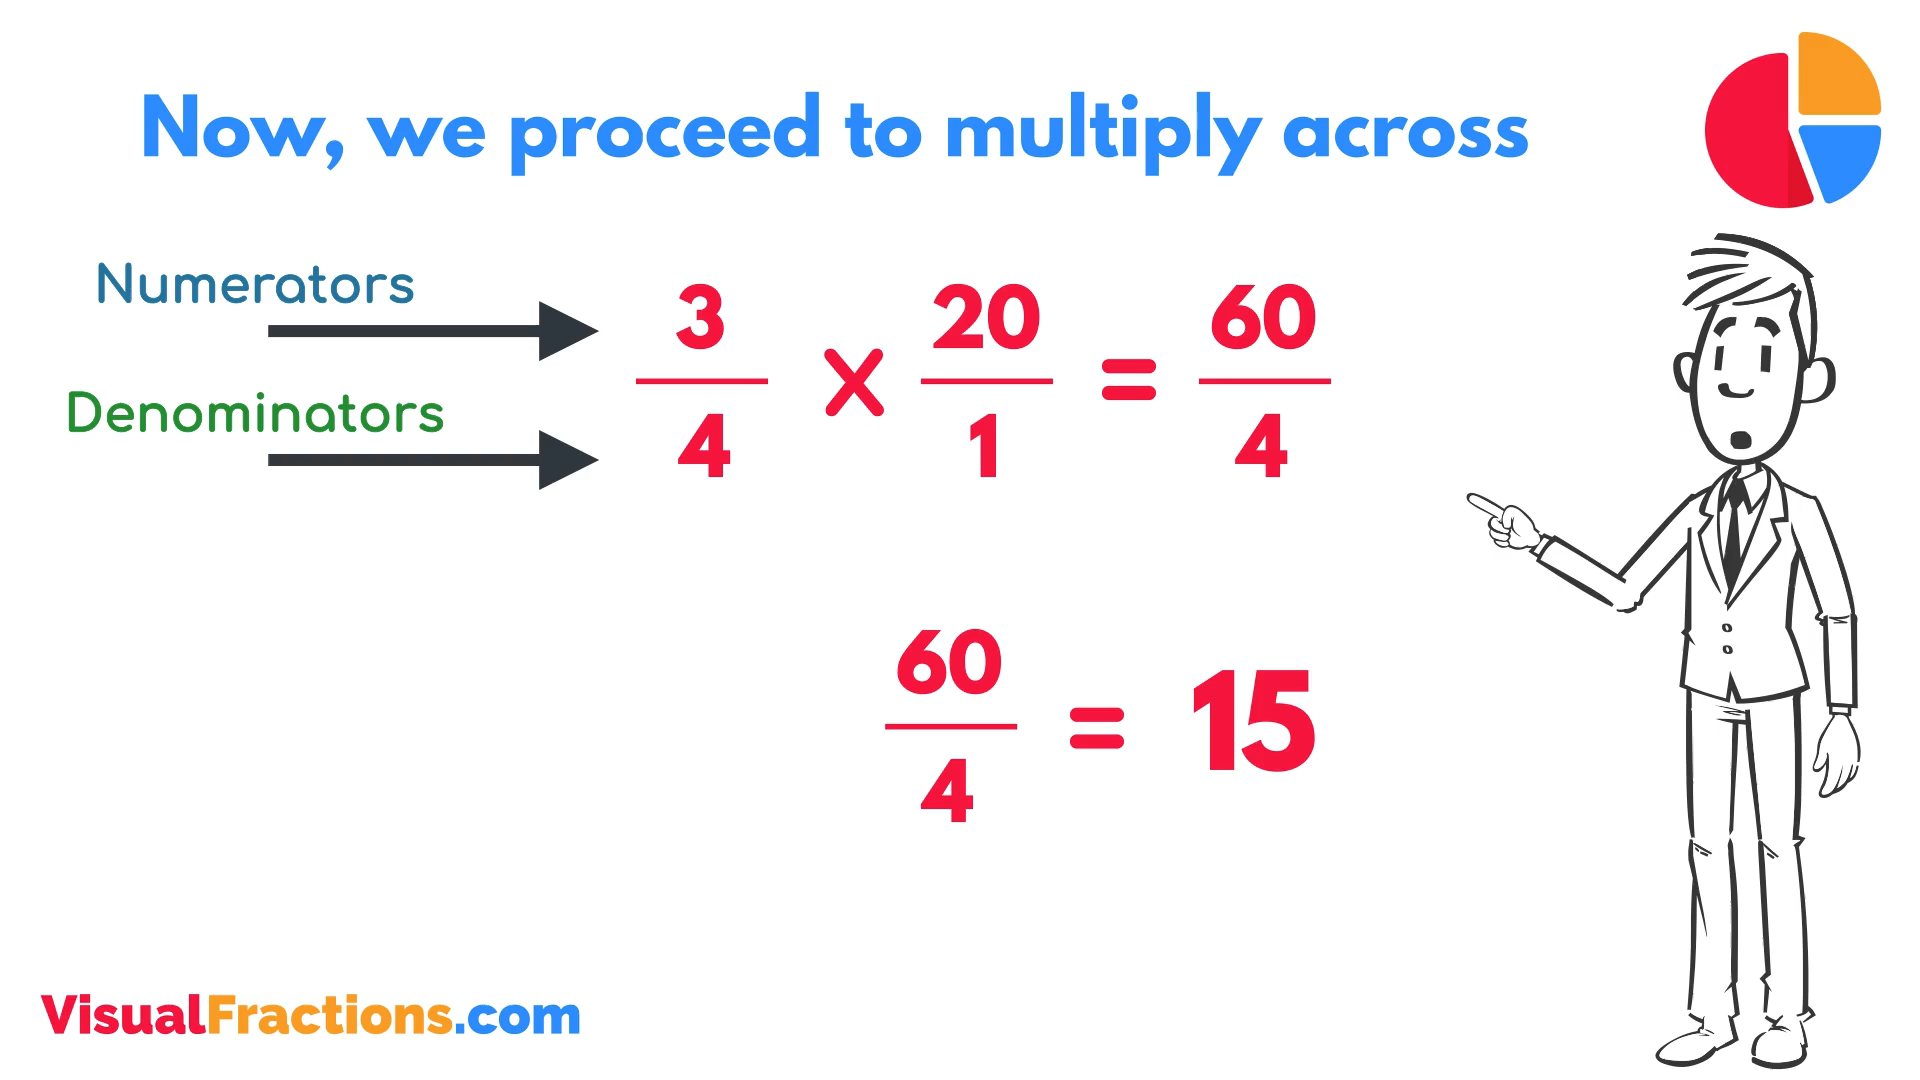 Now, we proceed to multiply across
Numerators
Denominators
3/4 x 20/1 = 60/4
60/4 = 15
VisualFractions.com